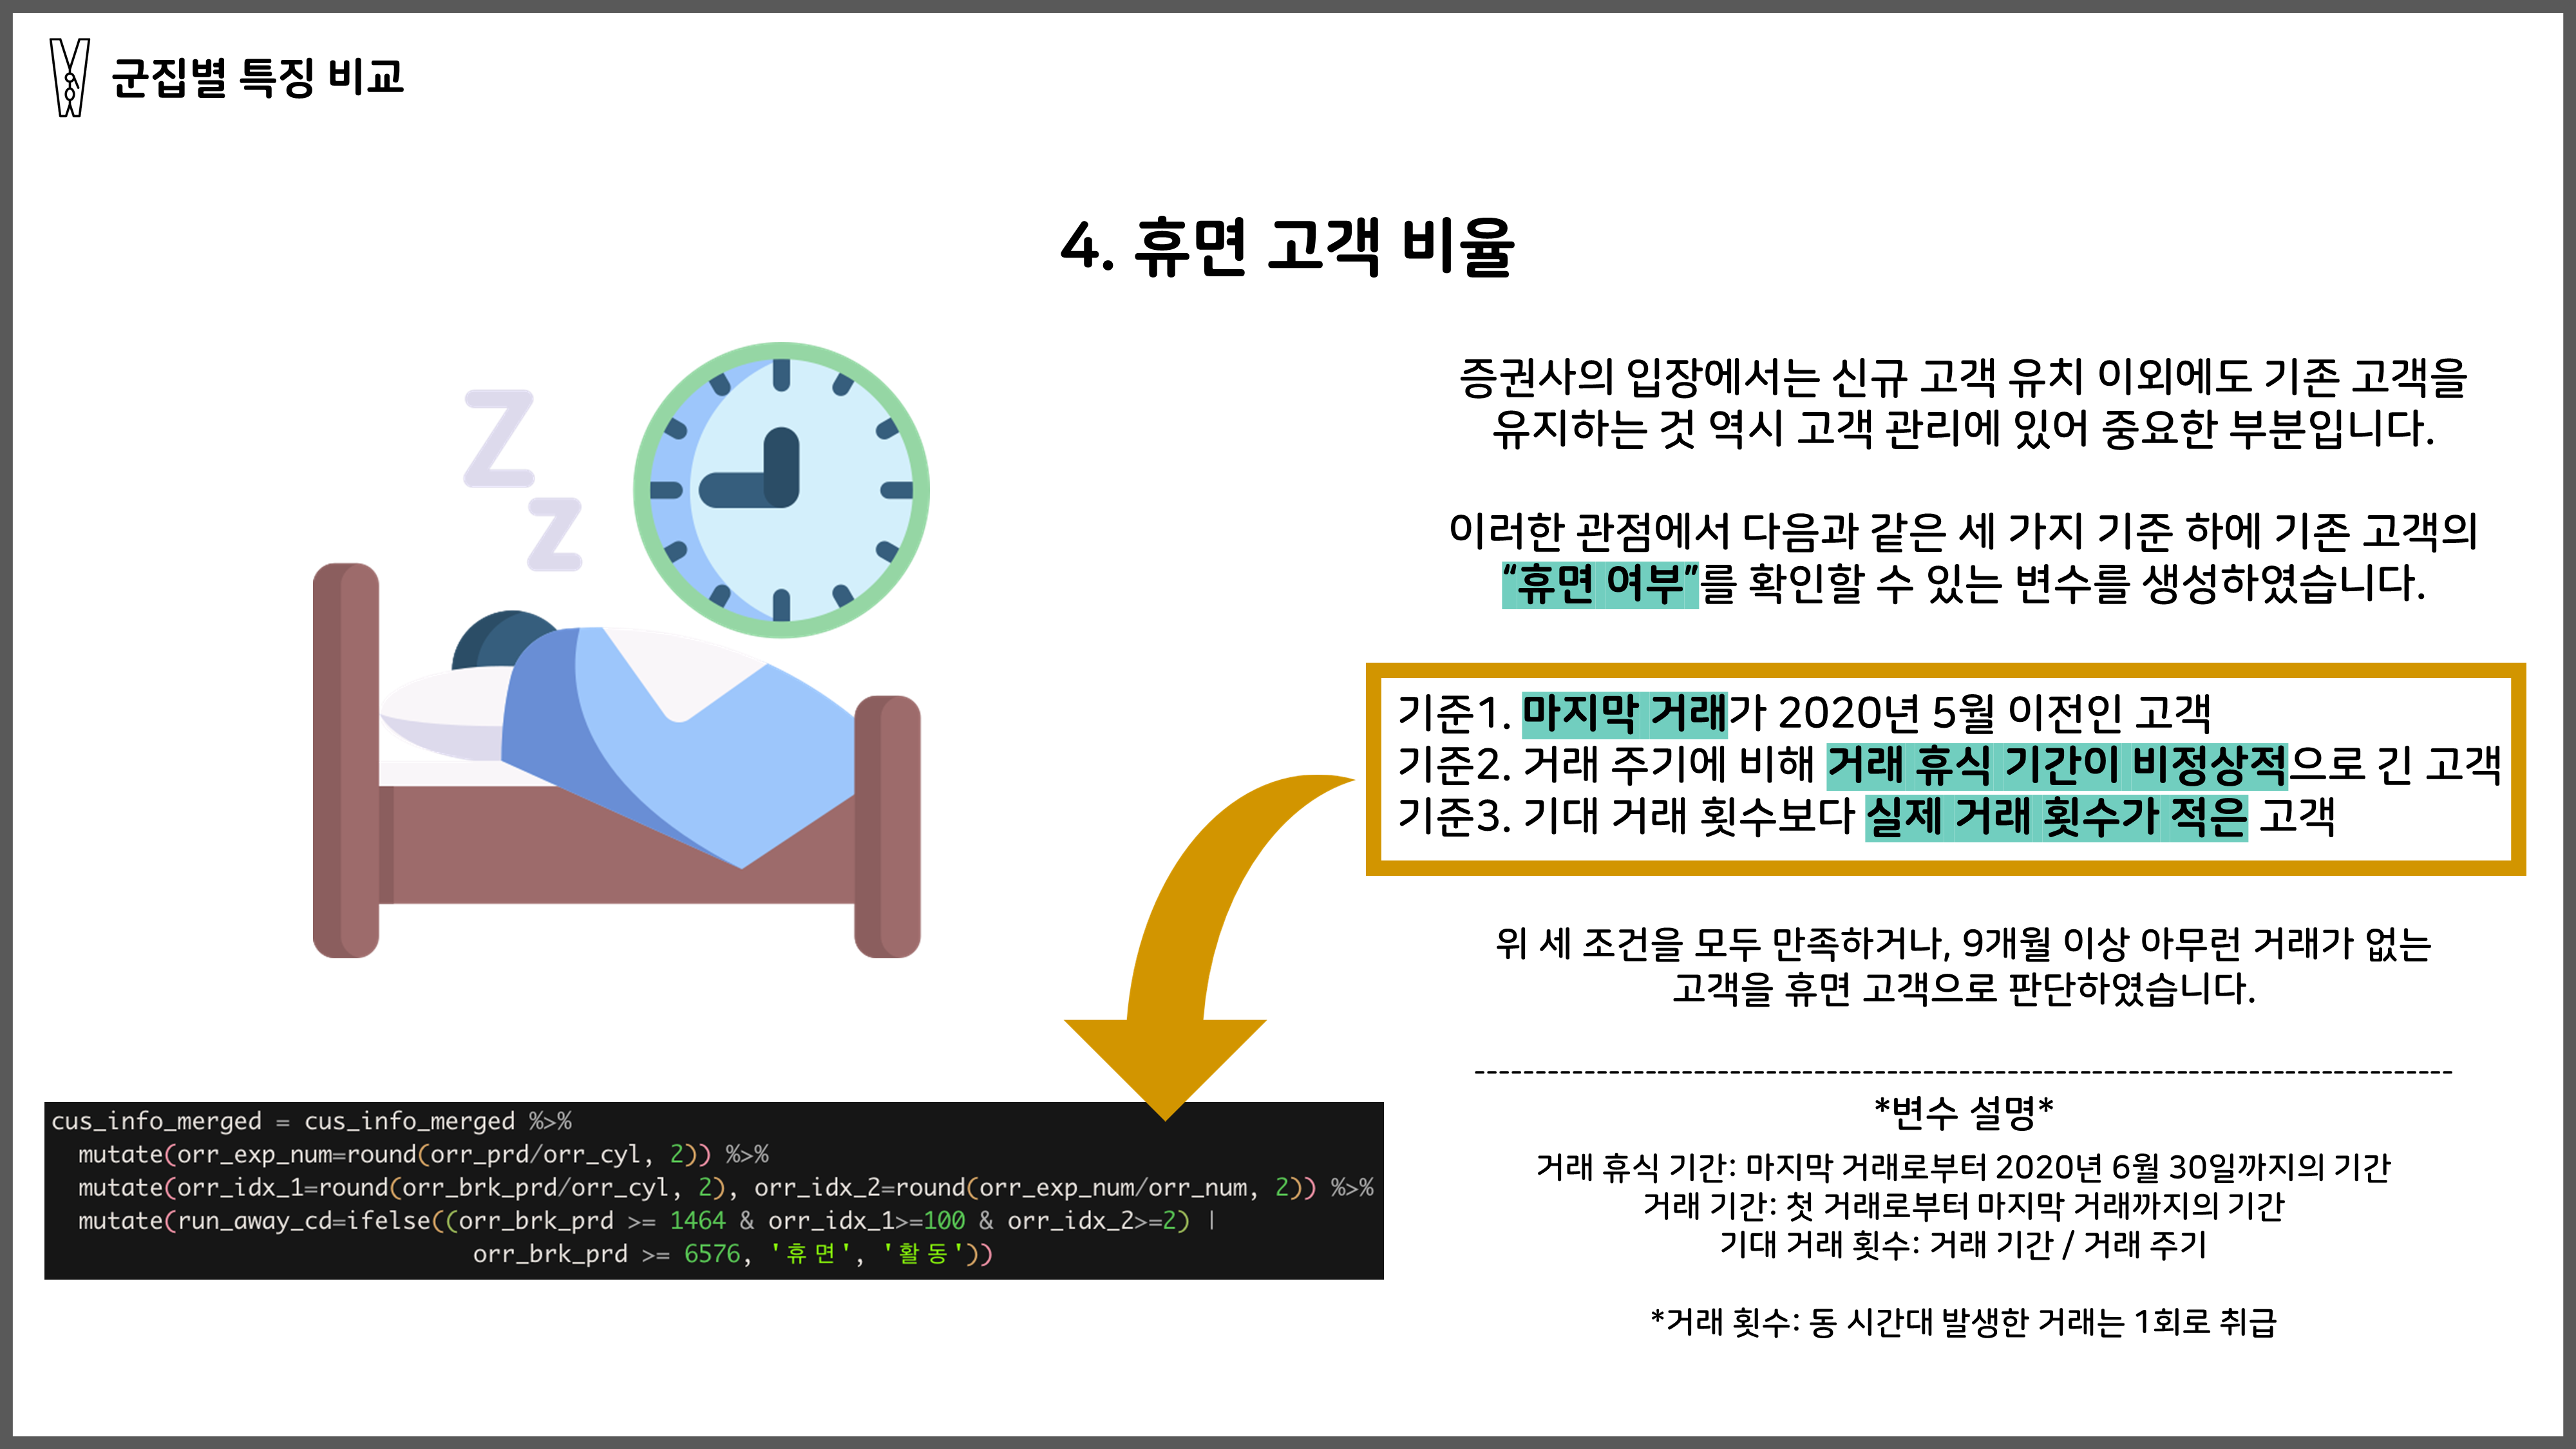 군집별 특징 비교
4. 휴면 고객 비율
Z
z
증권사의 입장에서는 신규 고객 유치 이외에도 기존 고객을
유지하는 것 역시 고객 관리에 있어 중요한 부분입니다.
이러한 관점에서 다음과 같은 세 가지 기준 하에 기존 고객의
“휴면 여부”를 확인할 수 있는 변수를 생성하였습니다.
기준1. 마지막 거래가 2020년 5월 이전인 고객
기준2. 거래 주기에 비해 거래 휴식 기간이 비정상적으로 긴 고객
기준3. 기대 거래 횟수보다 실제 거래 횟수가 적은 고객
위 세 조건을 모두 만족하거나, 9개월 이상 아무런 거래가 없는
고객을 휴면 고객으로 판단하였습니다.
--------------------------------------------------------------------------------
*변수 설명*
거래 휴식 기간: 마지막 거래로부터 2020년 6월 30일까지의 기간
거래 기간: 첫 거래로부터 마지막 거래까지의 기간
기대 거래 횟수: 거래 기간 / 거래 주기
*거래 횟수: 동 시간대 발생한 거래는 1회로 취급
cus_info_merged = cus_info_merged %>%
mutate(orr_exp_num=round(orr_prd/orr_cyl, 2)) %>%
mutate(orr_idx_1=round(orr_brk_prd/orr_cyl, 2), orr_idx_2=round(orr_exp_num/orr_num, 2)) %>%
mutate(run_away_cd=ifelse((orr_brk_prd >= 1464 & orr_idx_1>=100 & orr_idx_2>=2) |
orr_brk_prd >= 6576, '휴면', '활동'))